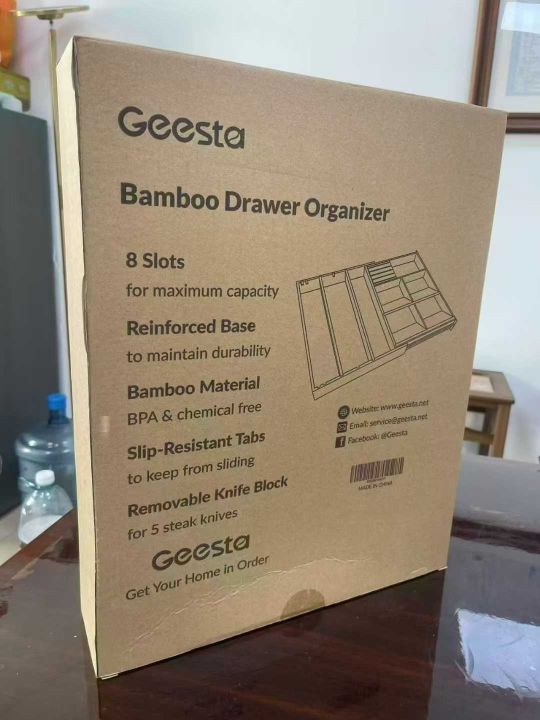 Geesta
Bamboo Drawer Organizer
8 Slots
for maximum capacity
Reinforced Base
to maintain durability
Bamboo Material
BPA & chemical free
Slip-Resistant Tabs
to keep from sliding
Removable Knife Block
for 5 steak knives
Geesta
Get Your Home in Order
Website: www.geesta.net
Email: service@geesta.net
Facebook: @Geesta
MADE IN CHINA